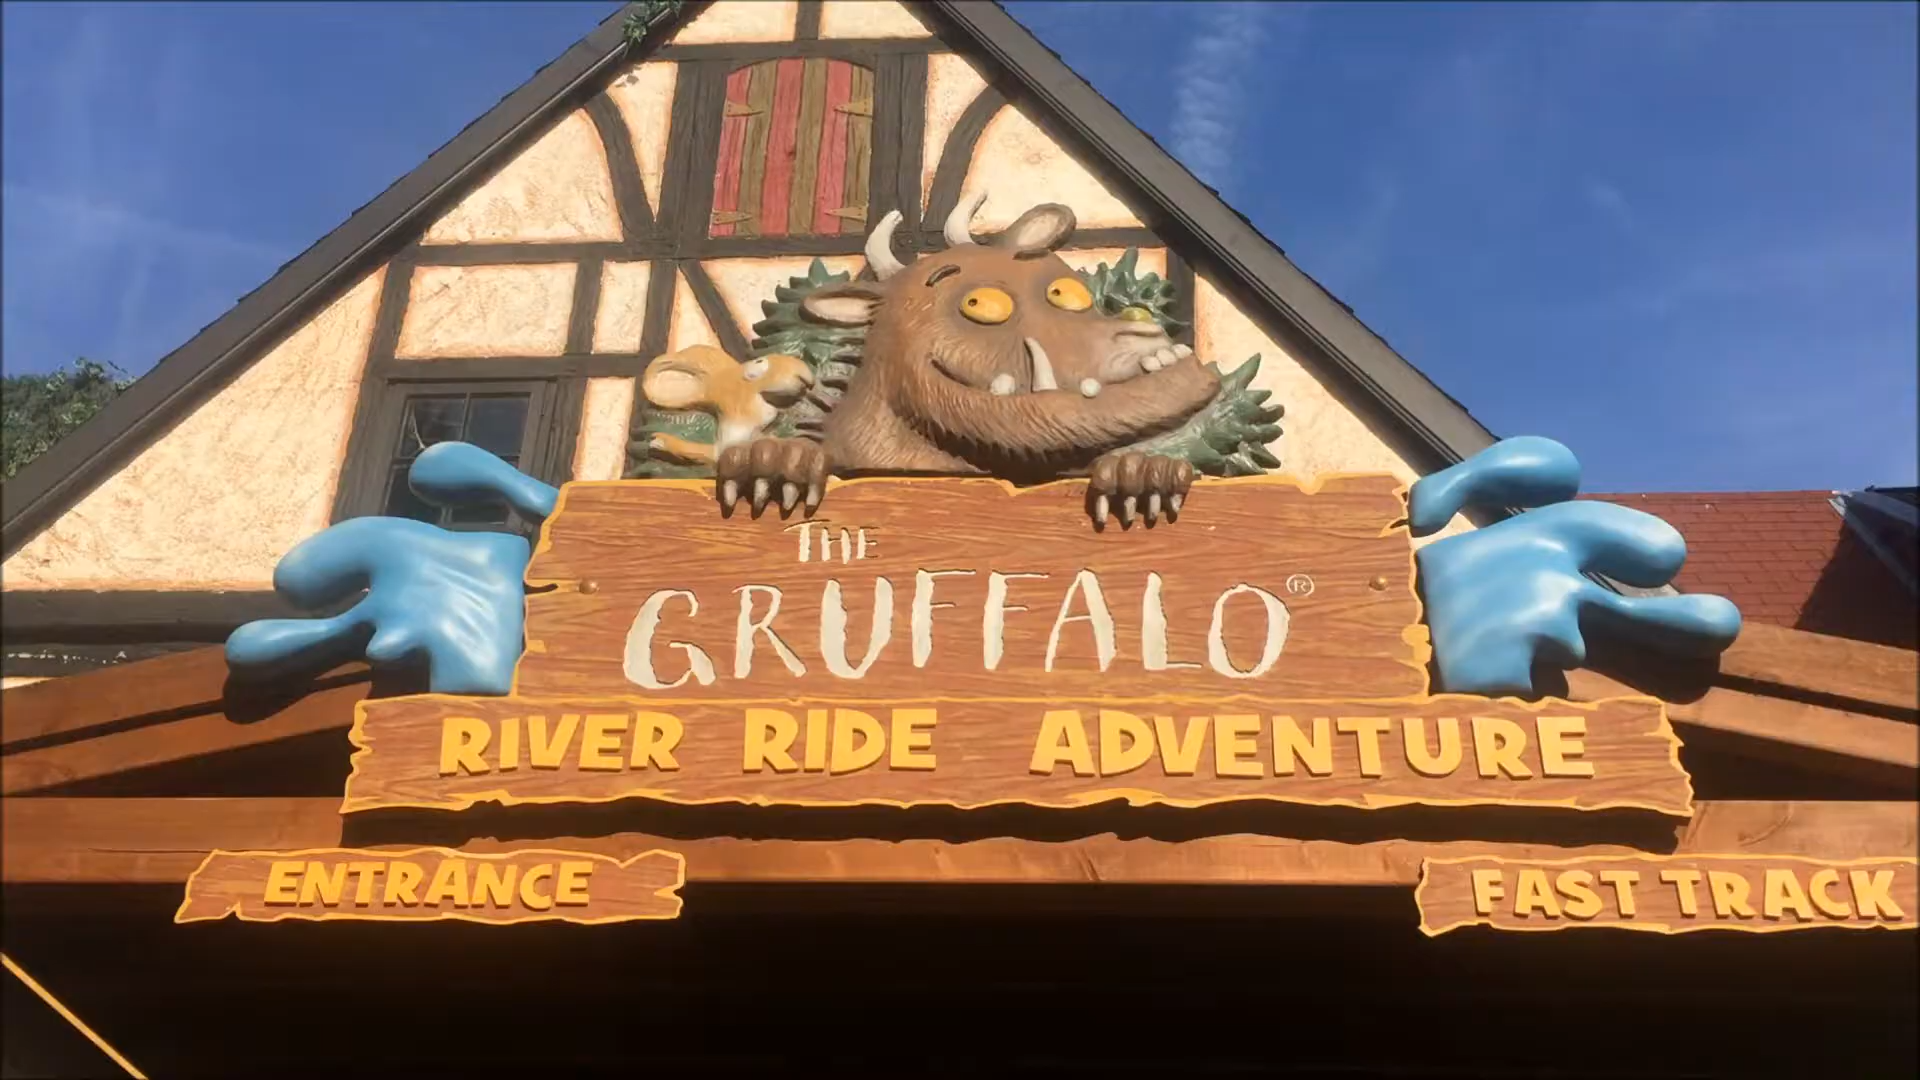 THE
GRUFFALO®
RIVER RIDE ADVENTURE
ENTRANCE
FAST TRACK